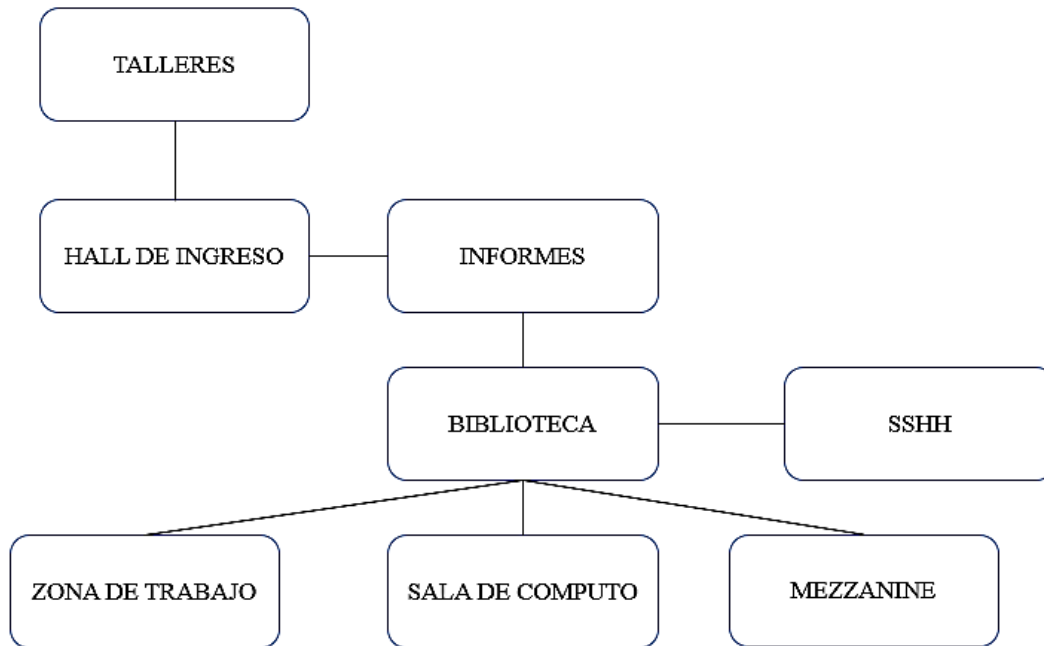 TALLERES
HALL DE INGRESO
INFORMES
BIBLIOTECA
SSHH
ZONA DE TRABAJO
SALA DE COMPUTO
MEZZANINE